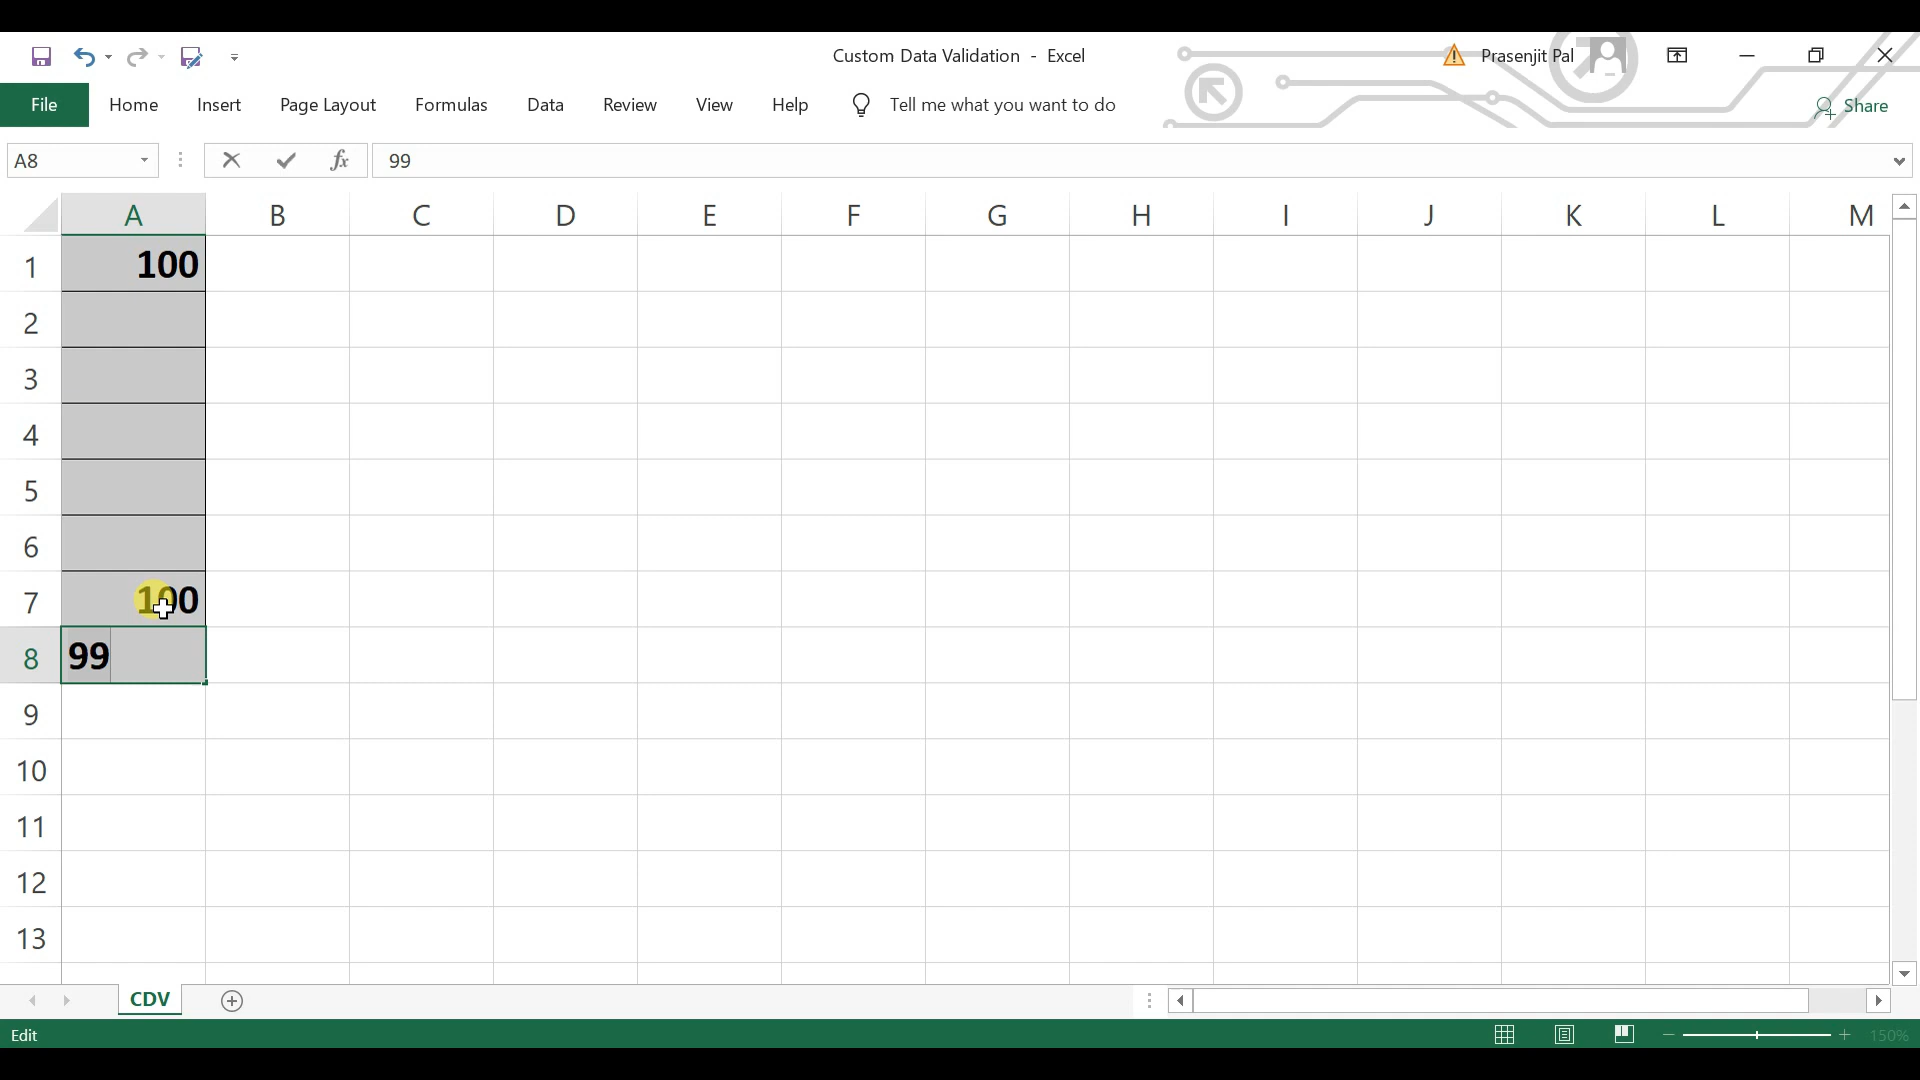 Custom Data Validation - Excel
Prasenjit Pal
File Home Insert Page Layout Formulas Data Review View Help Tell me what you want to do
Share
A8 fx 99
A B C D E F G H I J K L M
1 100
2
3
4
5
6
7 100
8 99
9
10
11
12
13
CDV
Edit
150%